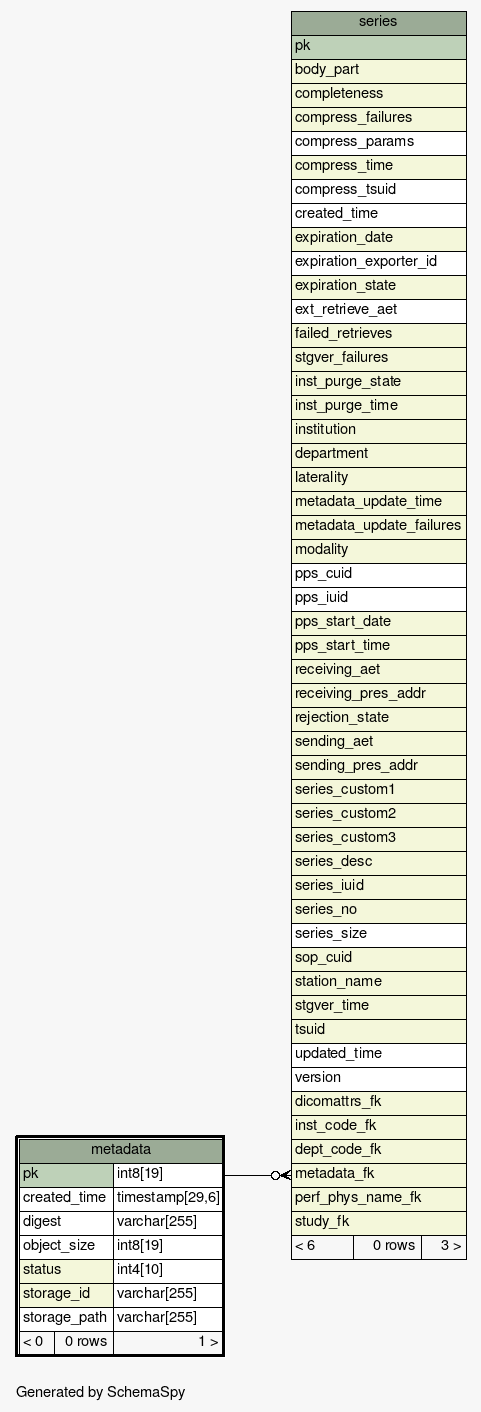 series
pk
body_part
completeness
compress_failures
compress_params
compress_time
compress_tsuid
created_time
expiration_date
expiration_exporter_id
expiration_state
ext_retrieve_aet
failed_retrieves
stgver_failures
inst_purge_state
inst_purge_time
institution
department
laterality
metadata_update_time
metadata_update_failures
modality
pps_cuid
pps_iuid
pps_start_date
pps_start_time
receiving_aet
receiving_pres_addr
rejection_state
sending_aet
sending_pres_addr
series_custom1
series_custom2
series_custom3
series_desc
series_iuid
series_no
series_size
sop_cuid
station_name
stgver_time
tsuid
updated_time
version
dicomattrs_fk
inst_code_fk
dept_code_fk
metadata_fk
perf_phys_name_fk
study_fk
< 6 0 rows 3 >
metadata
pk int8[19]
created_time timestamp[29,6]
digest varchar[255]
object_size int8[19]
status int4[10]
storage_id varchar[255]
storage_path varchar[255]
< 0 0 rows 1 >
Generated by SchemaSpy